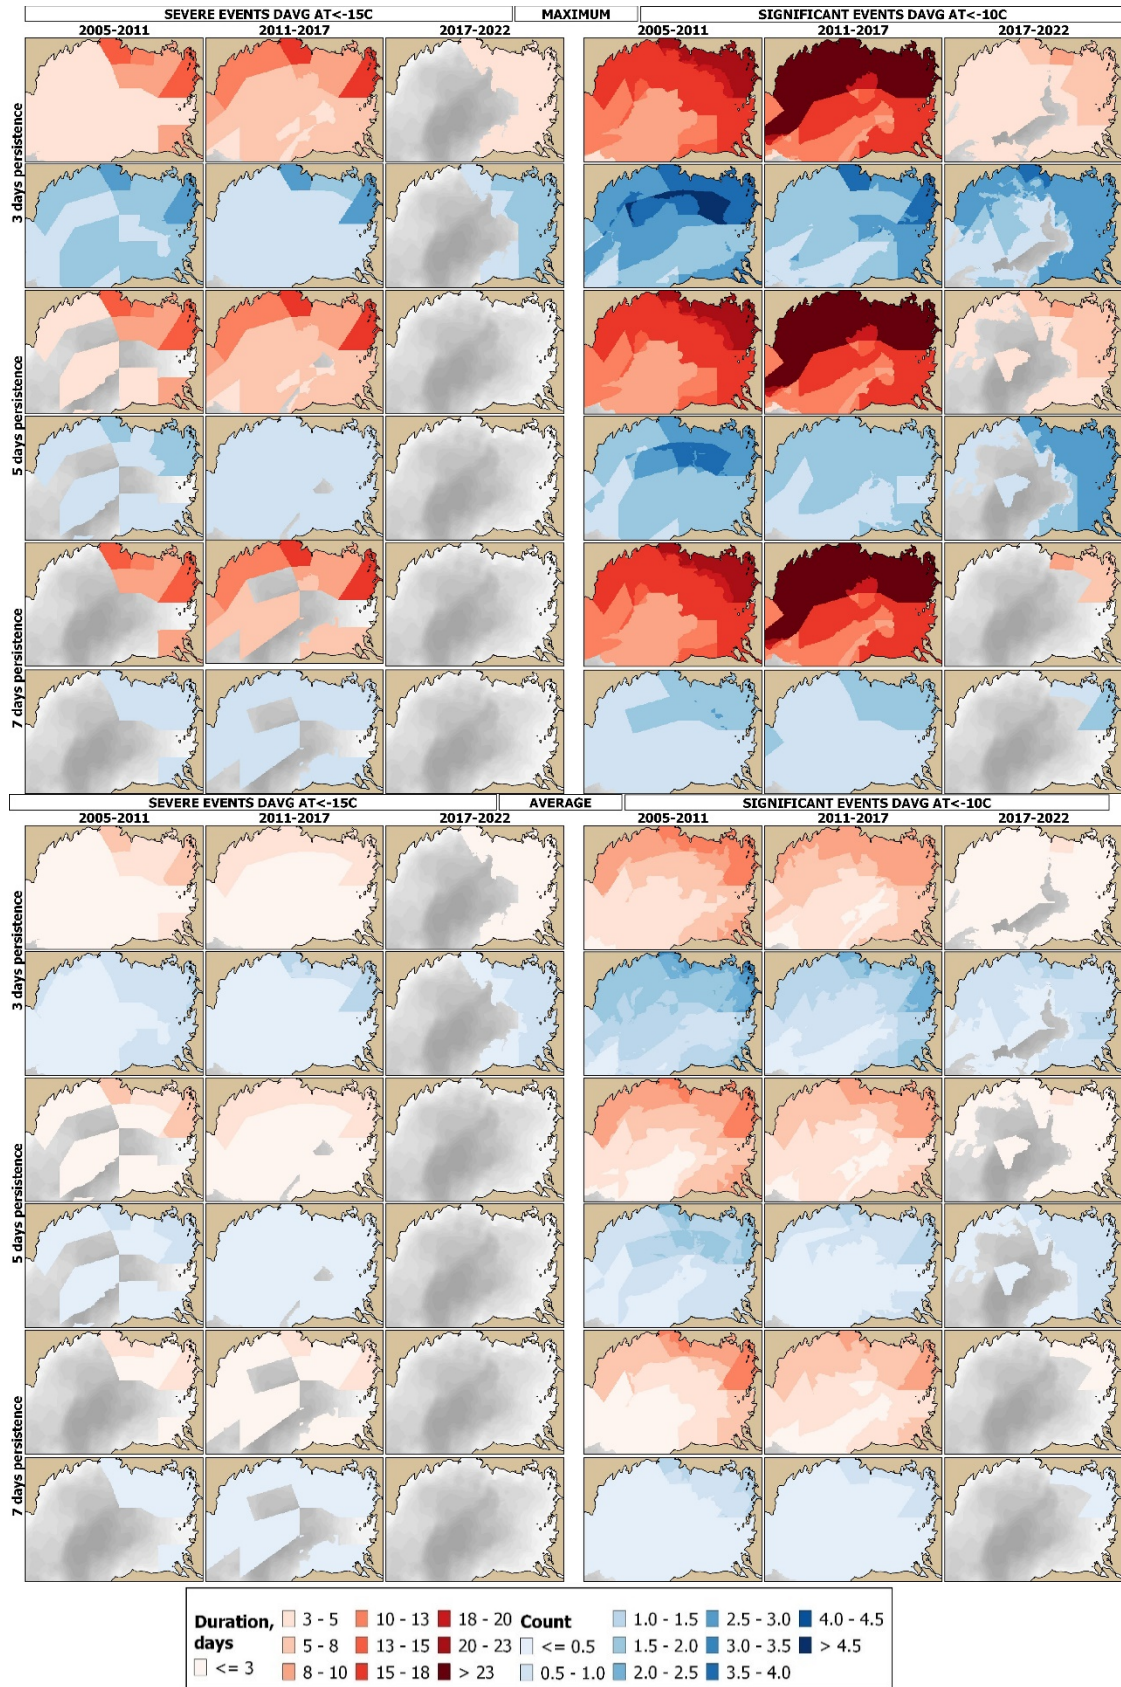 SEVERE EVENTS DAVG AT<-15C MAXIMUM SIGNIFICANT EVENTS DAVG AT<-10C
2005-2011 2011-2017 2017-2022 2005-2011 2011-2017 2017-2022
3 days persistence
5 days persistence
7 days persistence
SEVERE EVENTS DAVG AT<-15C AVERAGE SIGNIFICANT EVENTS DAVG AT<-10C
2005-2011 2011-2017 2017-2022 2005-2011 2011-2017 2017-2022
3 days persistence
5 days persistence
7 days persistence
Duration, days
<= 3
3 - 5
5 - 8
8 - 10
10 - 13
13 - 15
15 - 18
18 - 20
20 - 23
> 23
Count
<= 0.5
0.5 - 1.0
1.0 - 1.5
1.5 - 2.0
2.0 - 2.5
2.5 - 3.0
3.0 - 3.5
3.5 - 4.0
4.0 - 4.5
> 4.5